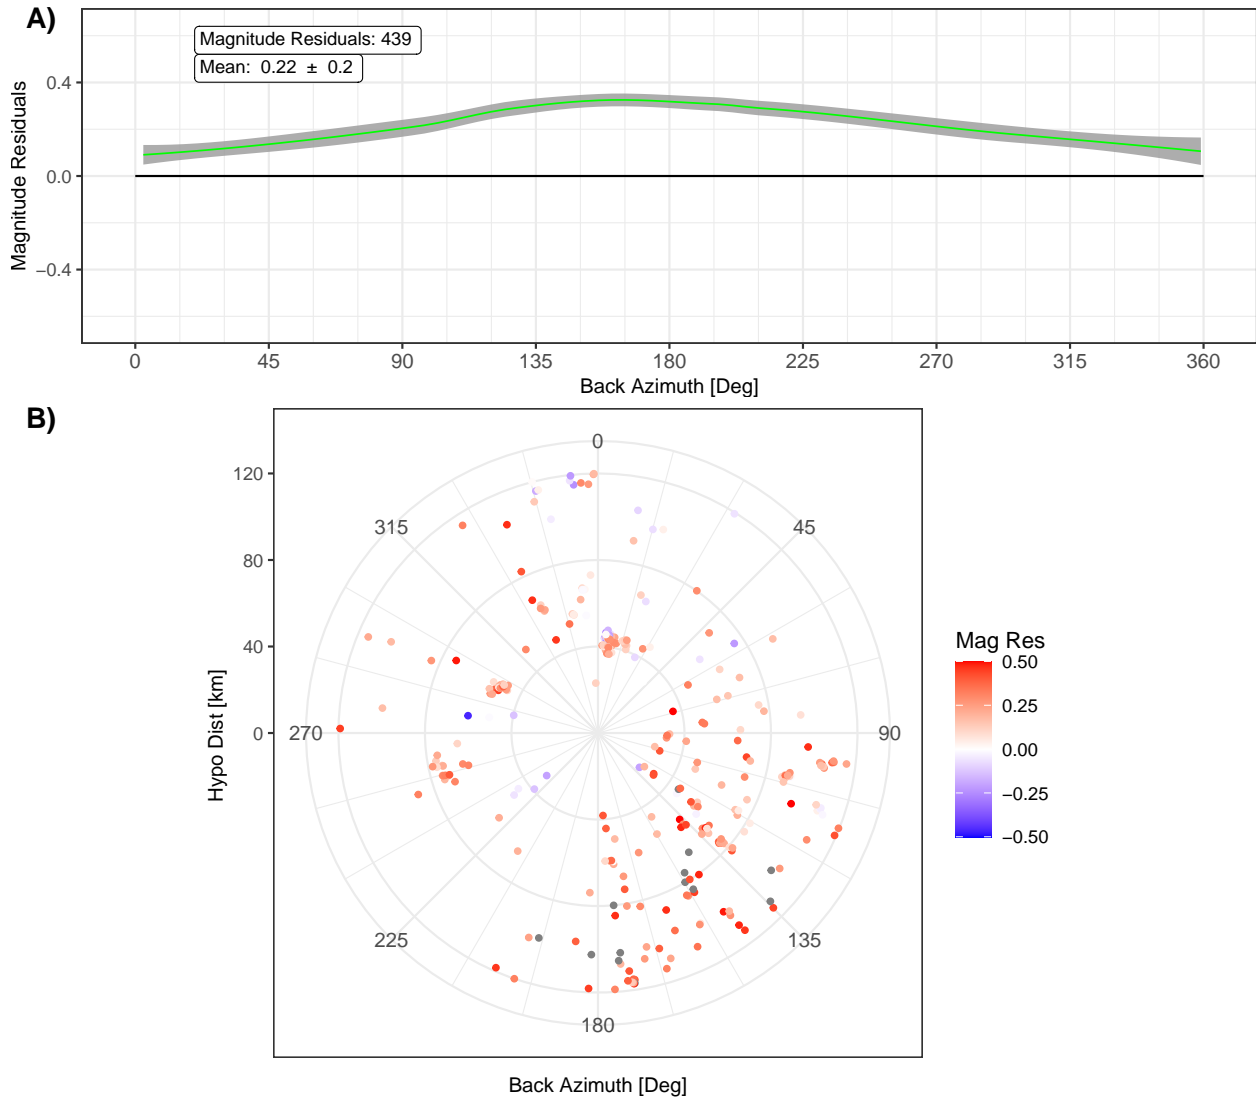 A)
Magnitude Residuals: 439
Mean:  0.22  ±  0.2
0.4
0.0
−0.4
Magnitude Residuals
0 45 90 135 180 225 270 315 360
Back Azimuth [Deg]
B)
120
80
40
0
Hypo Dist [km]
0
45
90
135
180
225
270
315
Back Azimuth [Deg]
Mag Res
0.50
0.25
0.00
−0.25
−0.50